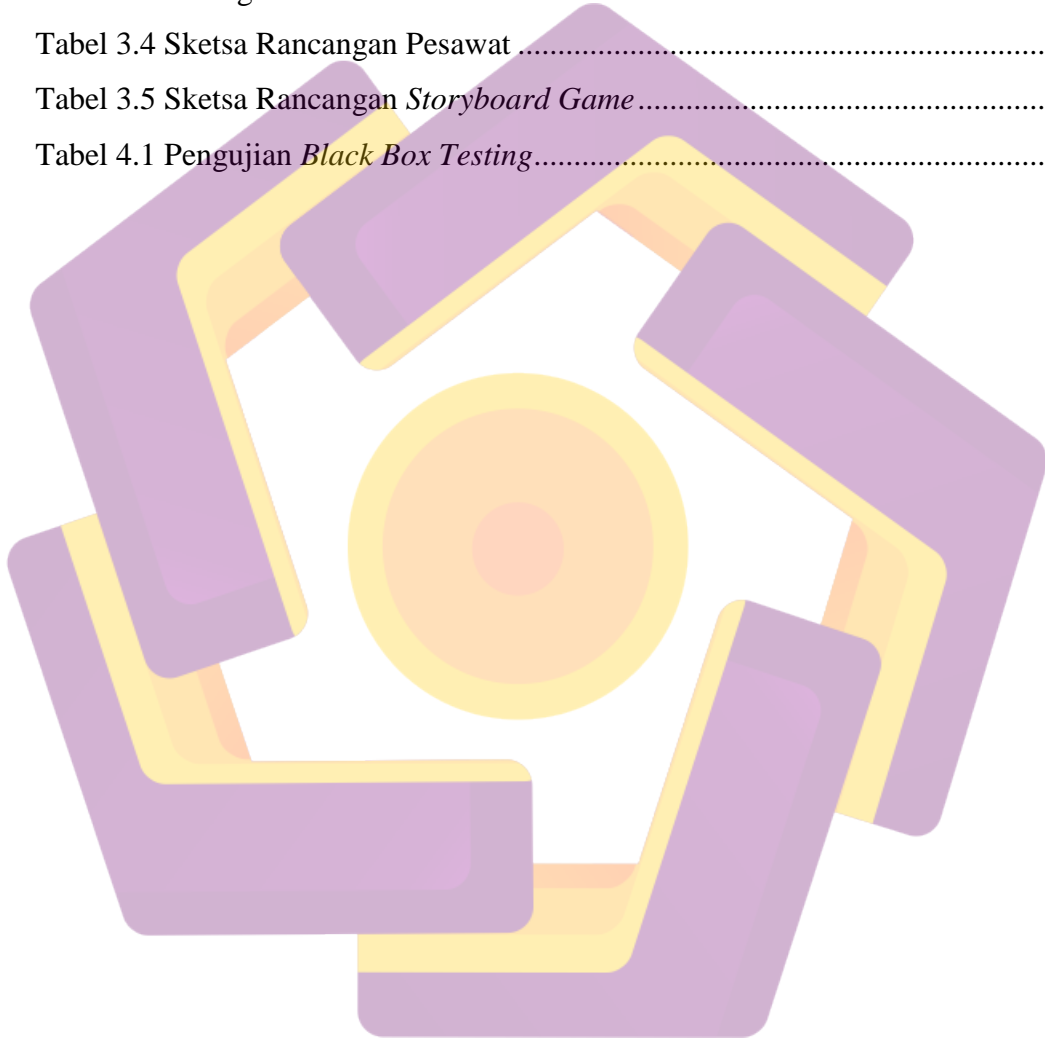 Tabel 3.4 Sketsa Rancangan Pesawat ..................................................................
Tabel 3.5 Sketsa Rancangan Storyboard Game...................................................
Tabel 4.1 Pengujian Black Box Testing................................................................